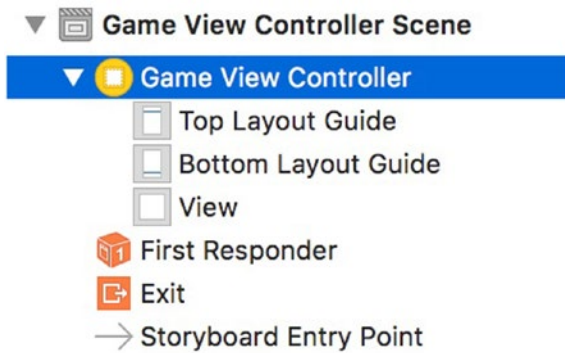 Game View Controller Scene
Game View Controller
Top Layout Guide
Bottom Layout Guide
View
First Responder
Exit
Storyboard Entry Point